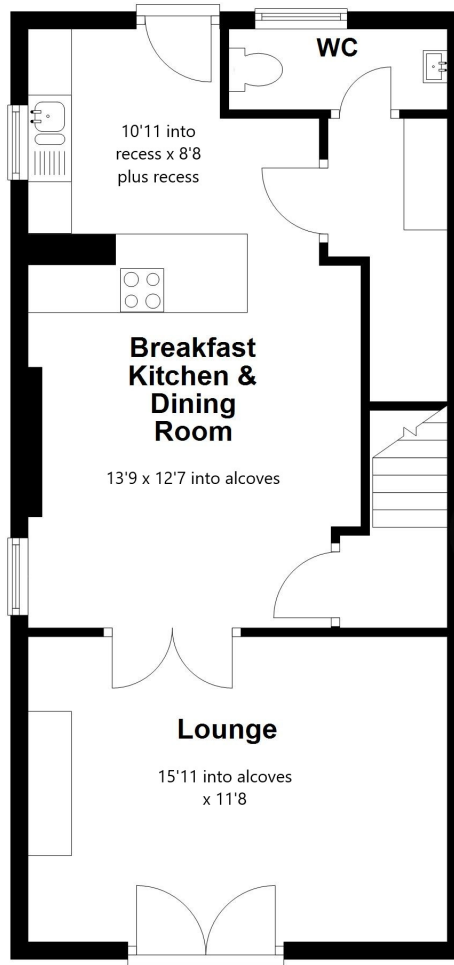 WC
10'11 into
recess x 8'8
plus recess
Breakfast
Kitchen &
Dining
Room
13'9 x 12'7 into alcoves
Lounge
15'11 into alcoves
x 11'8